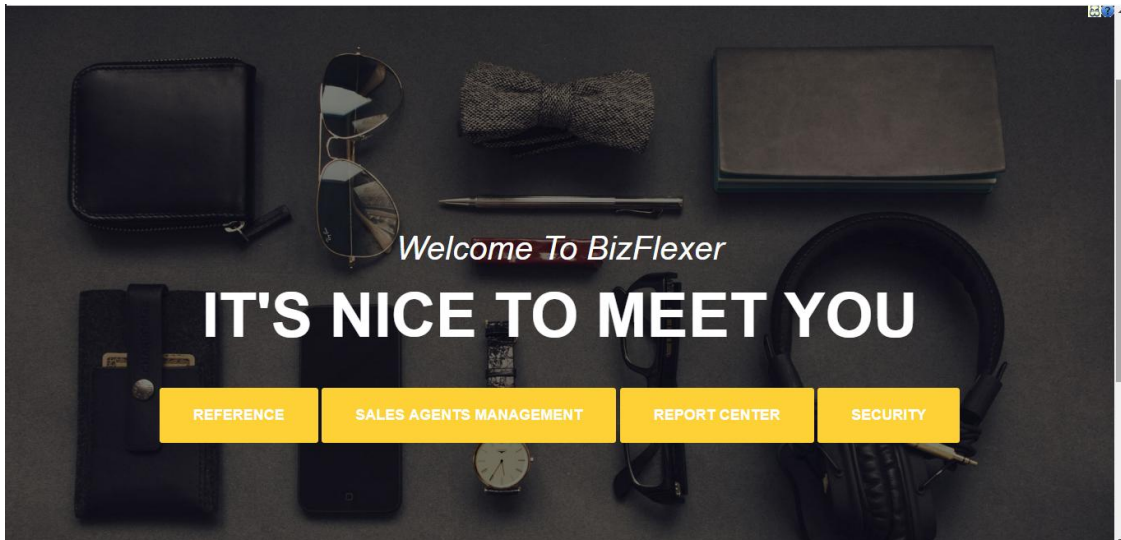 Welcome To BizFlexer
IT'S NICE TO MEET YOU
REFERENCE
SALES AGENTS MANAGEMENT
REPORT CENTER
SECURITY